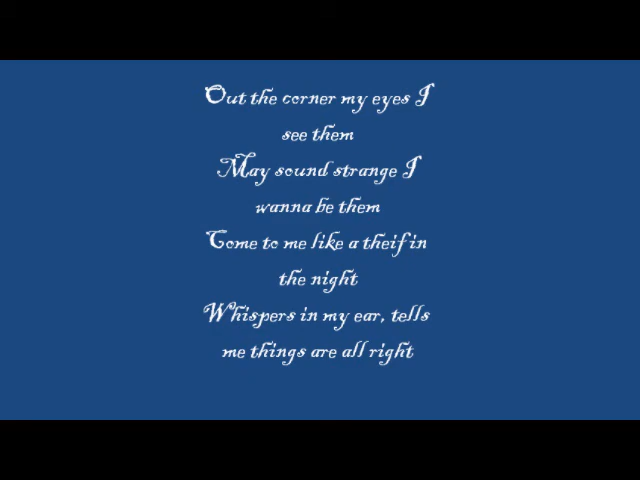 Out the corner my eyes I
see them
May sound strange I
wanna be them
Come to me like a theif in
the night
Whispers in my ear, tells
me things are all right